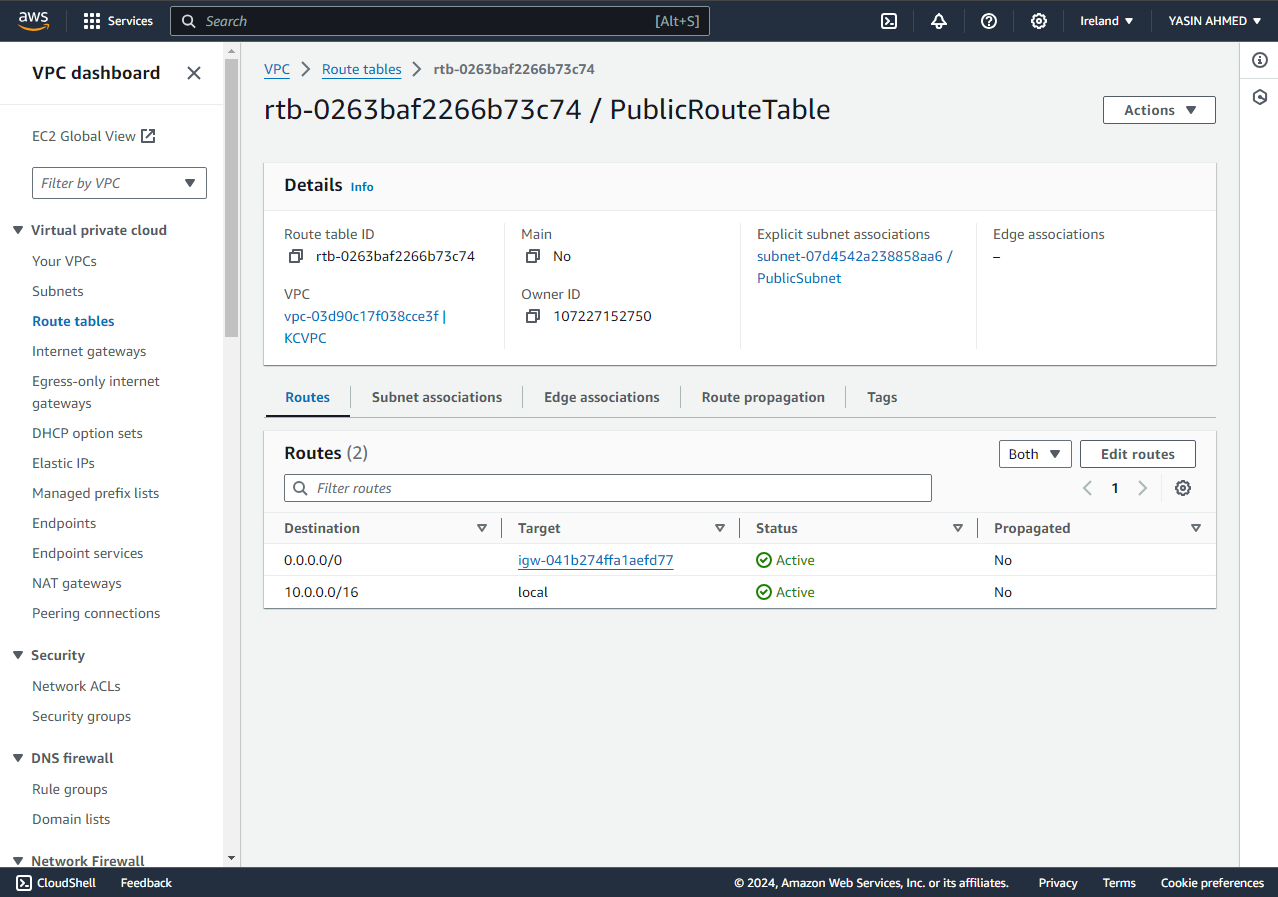 aws
Services
Search [Alt+S]
Ireland
YASIN AHMED
VPC dashboard
EC2 Global View
Filter by VPC
Virtual private cloud
Your VPCs
Subnets
Route tables
Internet gateways
Egress-only internet
gateways
DHCP option sets
Elastic IPs
Managed prefix lists
Endpoints
Endpoint services
NAT gateways
Peering connections
Security
Network ACLs
Security groups
DNS firewall
Rule groups
Domain lists
Network Firewall
VPC Route tables rtb-0263baf2266b73c74
rtb-0263baf2266b73c74 / PublicRouteTable
Actions
Details Info
Route table ID
rtb-0263baf2266b73c74
VPC
vpc-03d90c17f038cce3f |
KCVPC
Main
No
Owner ID
107227152750
Explicit subnet associations
subnet-07d4542a238858aa6 /
PublicSubnet
Edge associations
–
Routes Subnet associations Edge associations Route propagation Tags
Routes (2)
Both
Edit routes
Filter routes
1
Destination Target Status Propagated
0.0.0.0/0 igw-041b274ffa1aefd77 Active No
10.0.0.0/16 local Active No
CloudShell Feedback © 2024, Amazon Web Services, Inc. or its affiliates. Privacy Terms Cookie preferences